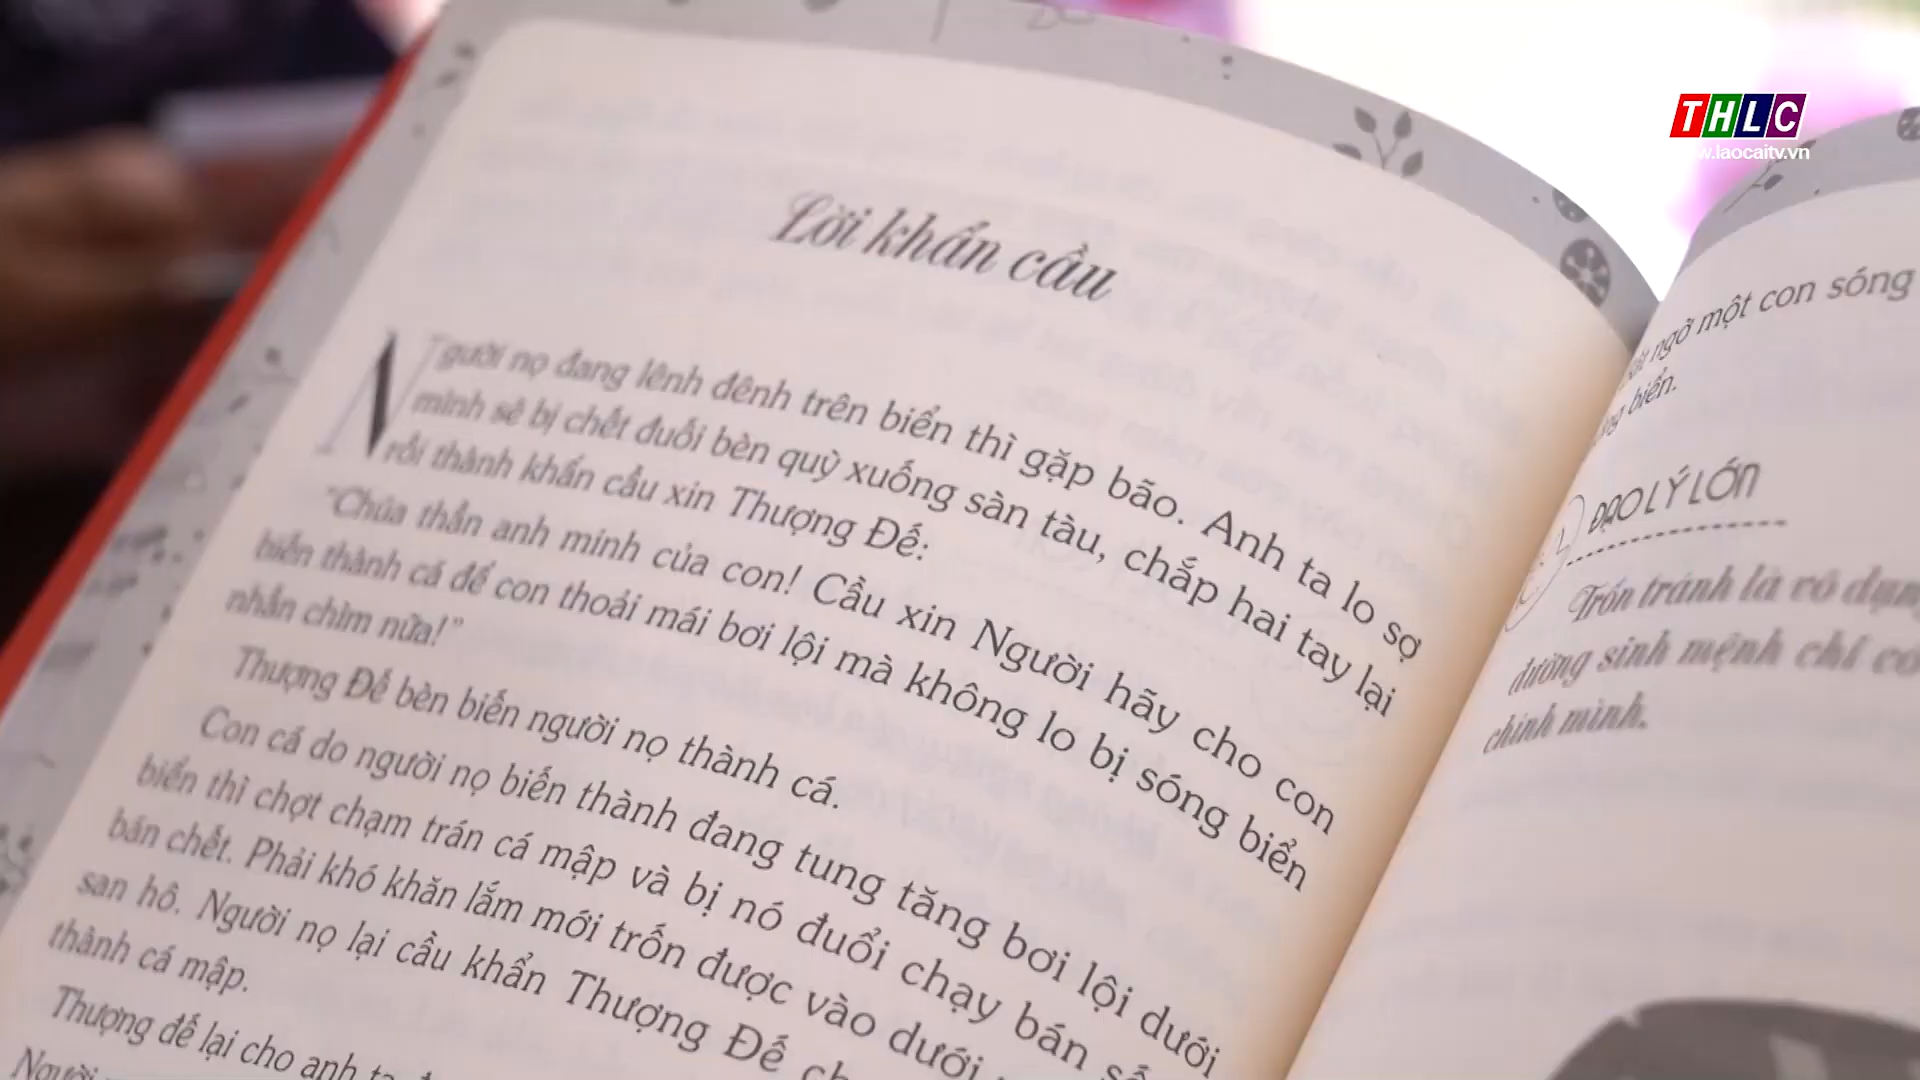 THLC
www.laocaitv.vn
Lời khẩn cầu
Người nọ đang lênh đênh trên biển thì gặp bão. Anh ta lo sợ
mình sẽ bị chết đuối bèn quỳ xuống sàn tàu, chắp hai tay lại
rồi thành khẩn cầu xin Thượng Đế:
"Chúa thần anh minh của con! Cầu xin Người hãy cho con
biến thành cá để con thoải mái bơi lội mà không lo bị sóng biển
nhấn chìm nữa!"
Thượng Đế bèn biến người nọ thành cá.
Con cá do người nọ biến thành đang tung tăng bơi lội dưới
biển thì chợt chạm trán cá mập và bị nó đuổi chạy bán sống
bán chết. Phải khó khăn lắm mới trốn được vào dưới
san hô. Người nọ lại cầu khẩn Thượng Đế
thành cá mập.
Thượng đế lại cho anh ta
Người
ngờ một con sóng
biển.
ĐẠO LÝ LỚN
Trốn tránh là vô dụng
đường sinh mệnh chỉ có
chính mình.